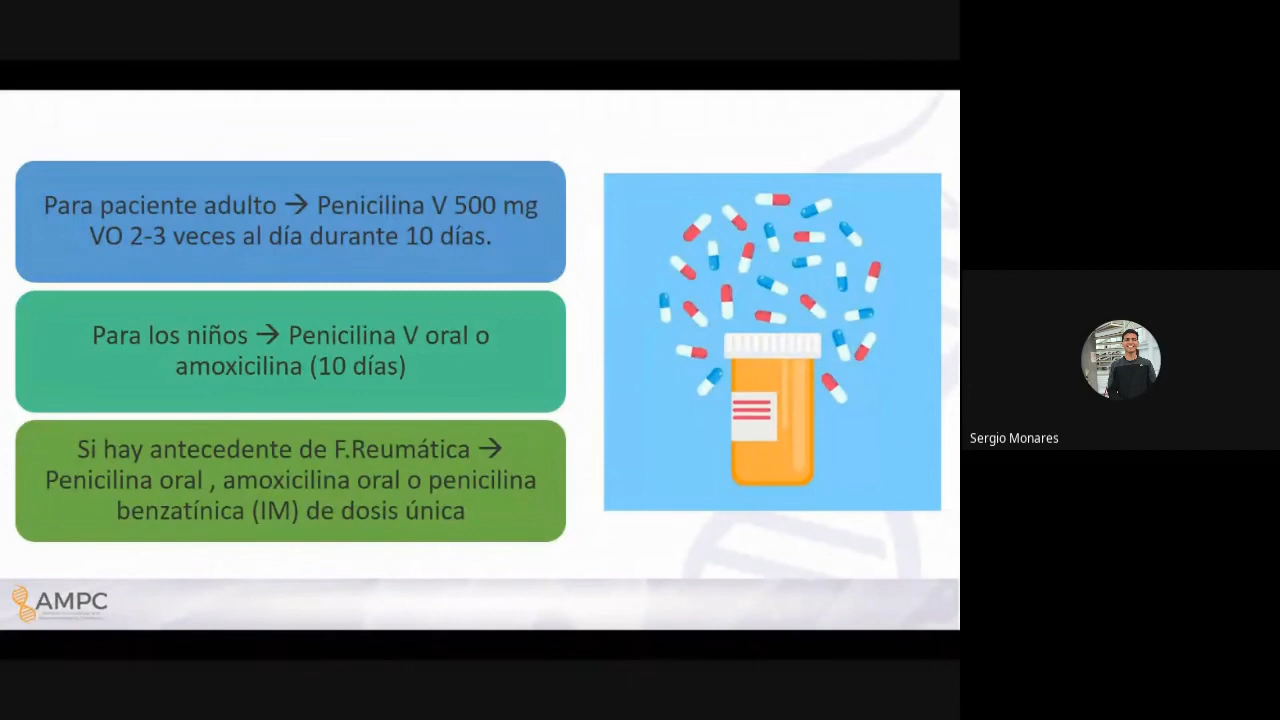 Para paciente adulto → Penicilina V 500 mg
VO 2-3 veces al día durante 10 días.
Para los niños → Penicilina V oral o
amoxicilina (10 días)
Si hay antecedente de F.Reumática →
Penicilina oral , amoxicilina oral o penicilina
benzatínica (IM) de dosis única
AMPC
Sergio Monares